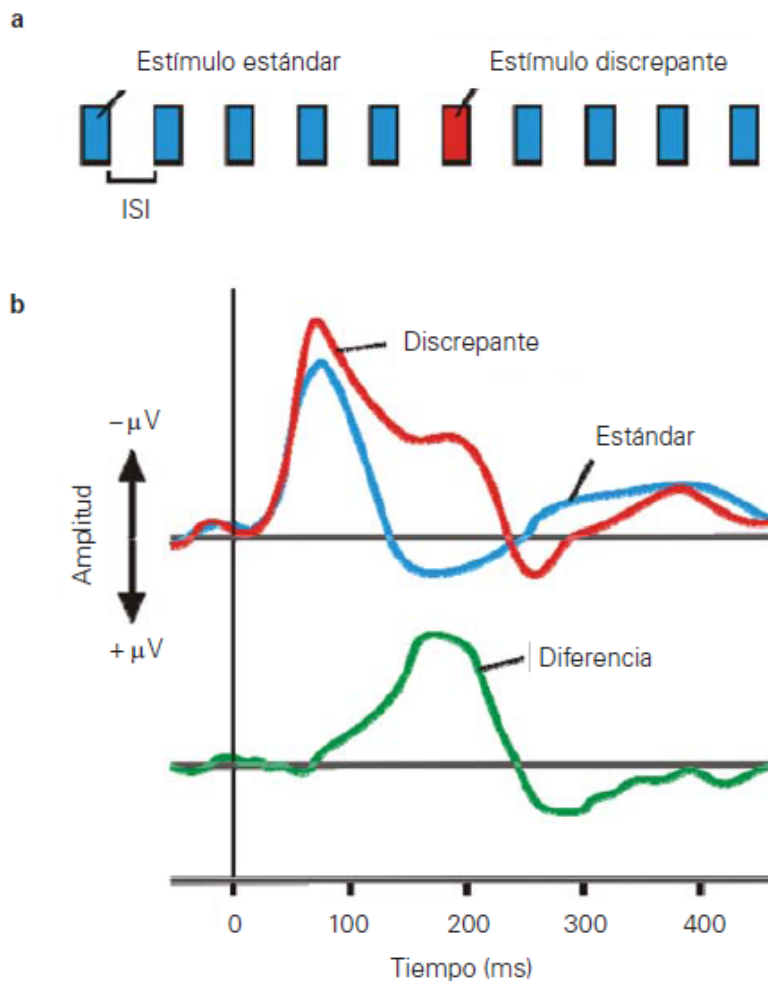 a
Estímulo estándar
Estímulo discrepante
ISI
b
Discrepante
−μV
Estándar
Amplitud
+μV
Diferencia
0 100 200 300 400
Tiempo (ms)